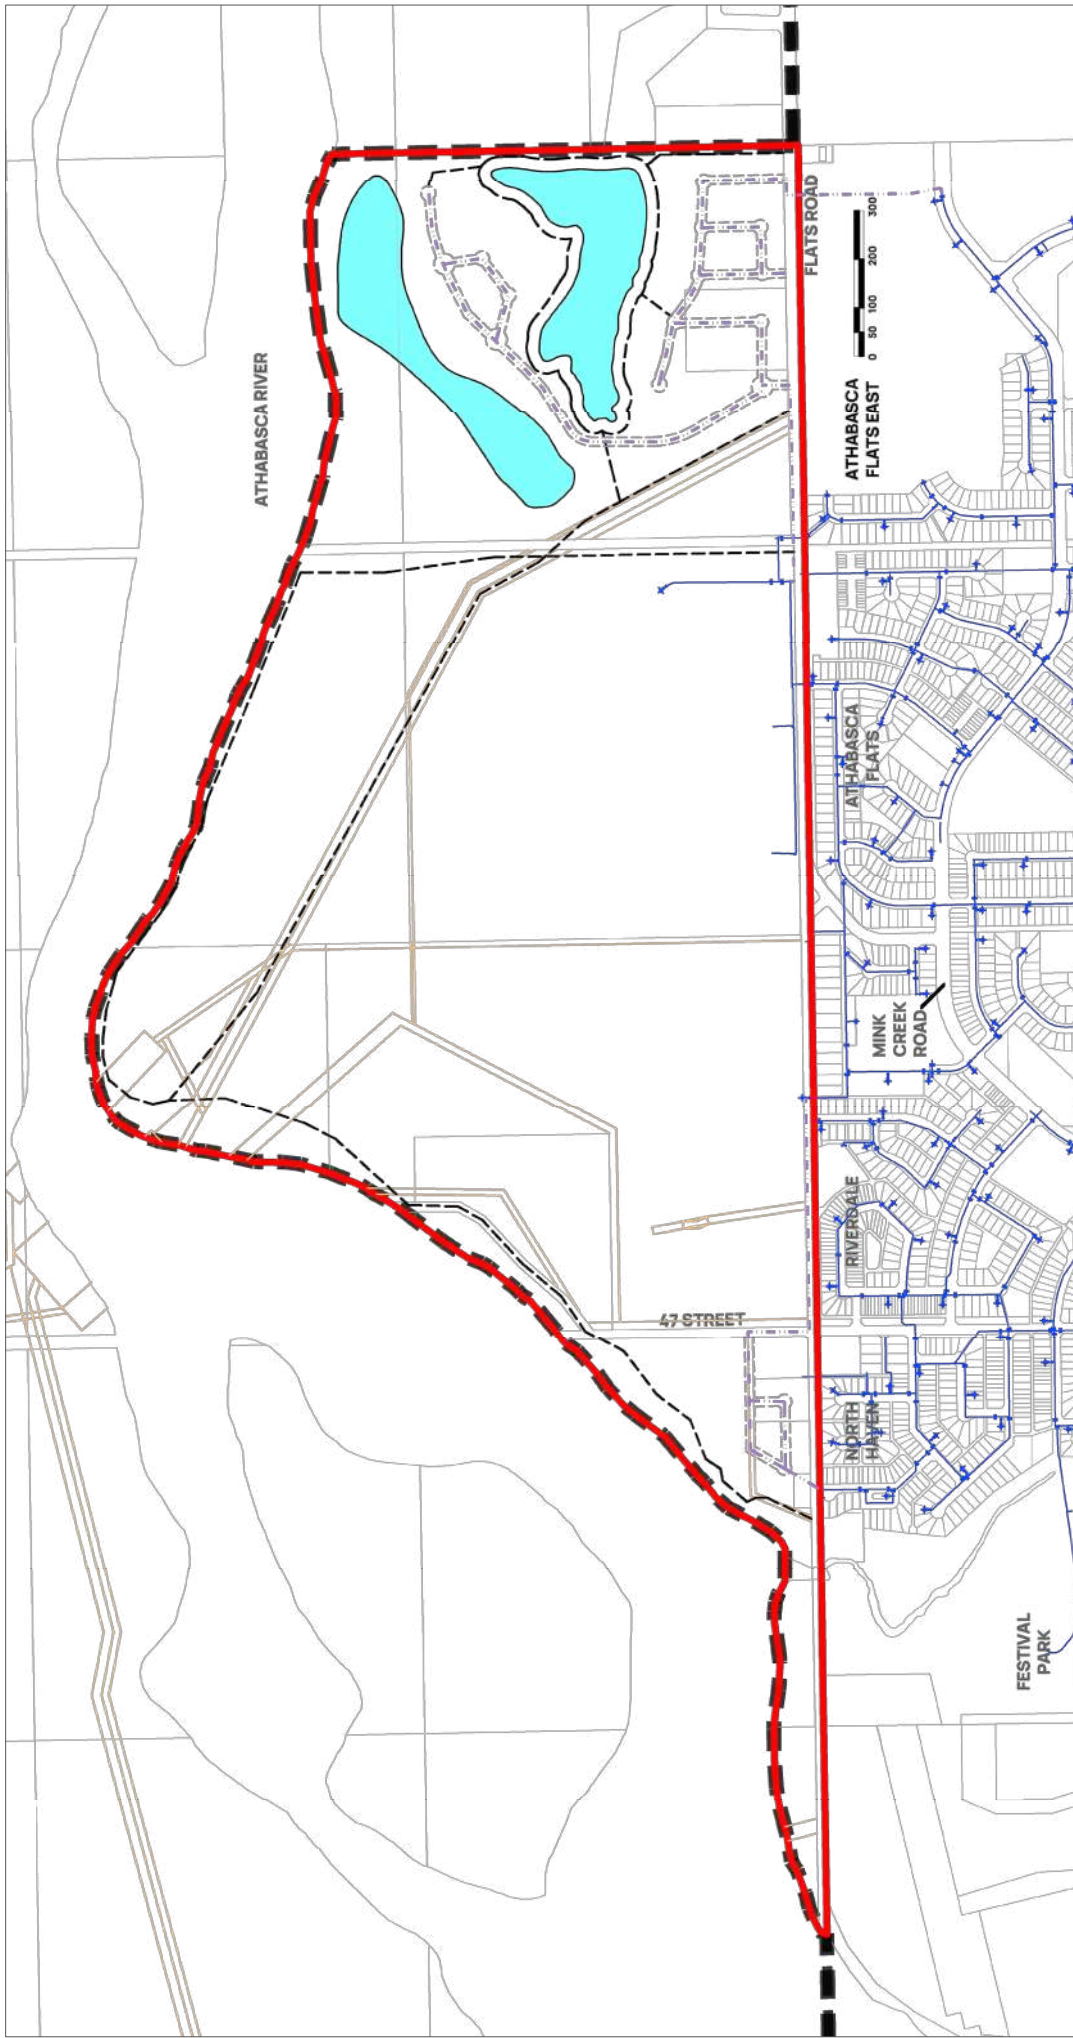 ATHABASCA RIVER
FLATS ROAD
0 50 100 200 300
ATHABASCA
FLATS EAST
ATHABASCA
FLATS
MINK
CREEK
ROAD
RIVERDALE
47 STREET
NORTH
HAVEN
FESTIVAL
PARK